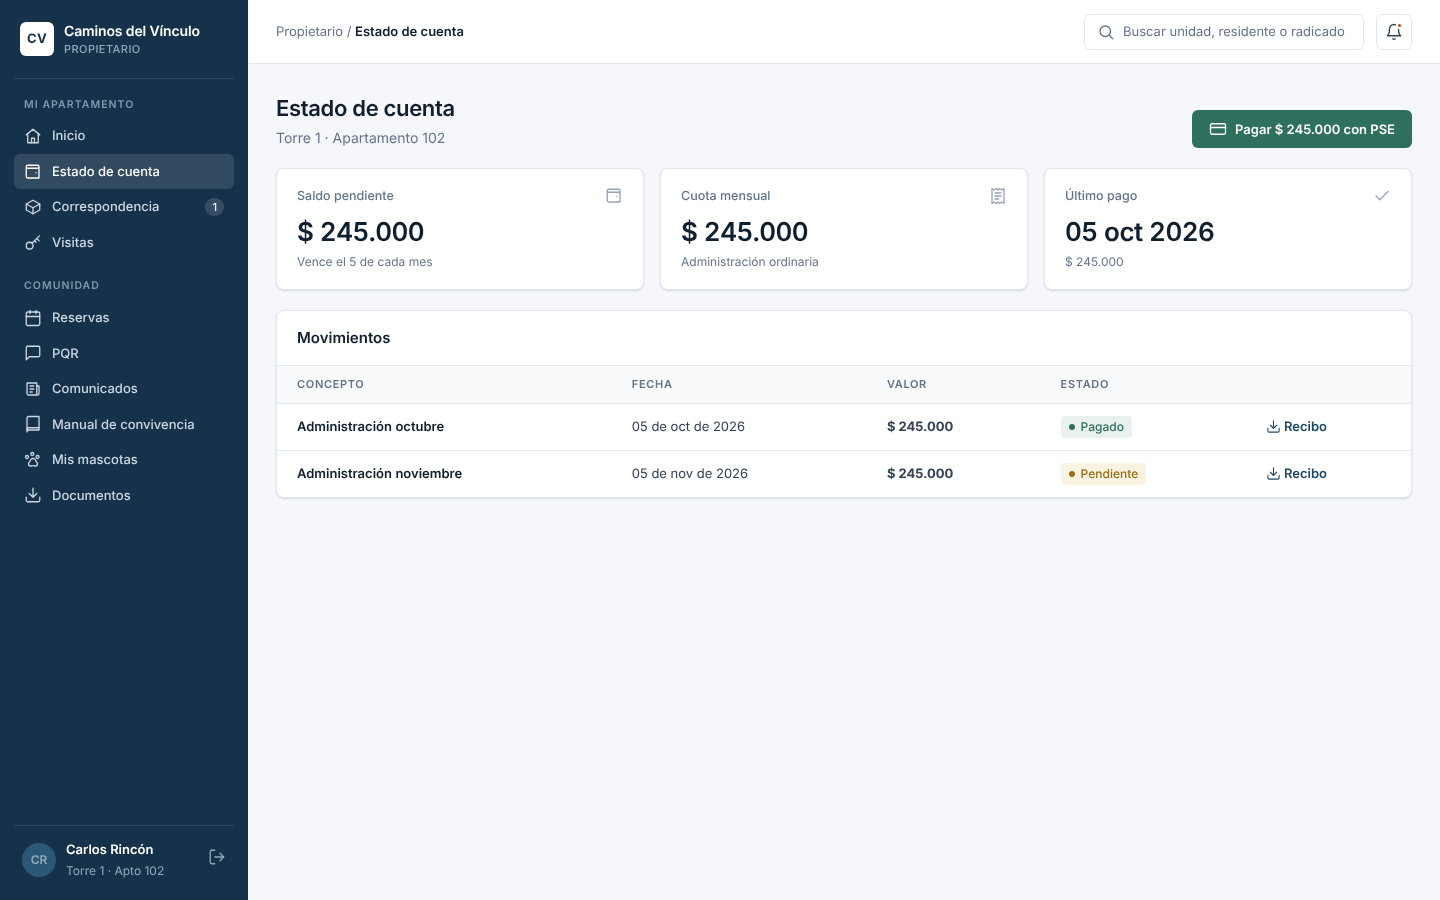 CV
Caminos del Vínculo
PROPIETARIO
MI APARTAMENTO
Inicio
Estado de cuenta
Correspondencia 1
Visitas
COMUNIDAD
Reservas
PQR
Comunicados
Manual de convivencia
Mis mascotas
Documentos
CR
Carlos Rincón
Torre 1 · Apto 102
Propietario / Estado de cuenta
Buscar unidad, residente o radicado
Estado de cuenta
Torre 1 · Apartamento 102
Pagar $ 245.000 con PSE
Saldo pendiente
$ 245.000
Vence el 5 de cada mes
Cuota mensual
$ 245.000
Administración ordinaria
Último pago
05 oct 2026
$ 245.000
Movimientos
CONCEPTO FECHA VALOR ESTADO
Administración octubre 05 de oct de 2026 $ 245.000 Pagado Recibo
Administración noviembre 05 de nov de 2026 $ 245.000 Pendiente Recibo